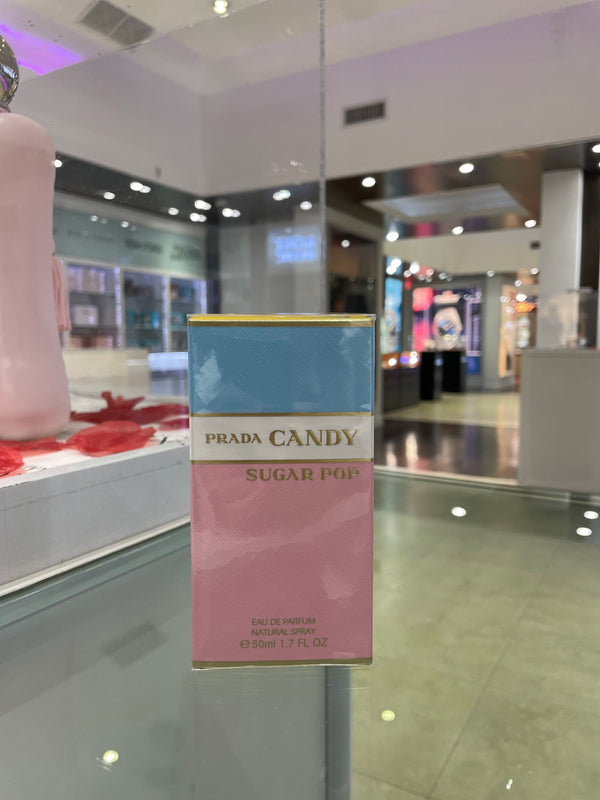 PRADA CANDY
SUGAR POP
EAU DE PARFUM
NATURAL SPRAY
℮50ml 1.7 FL OZ